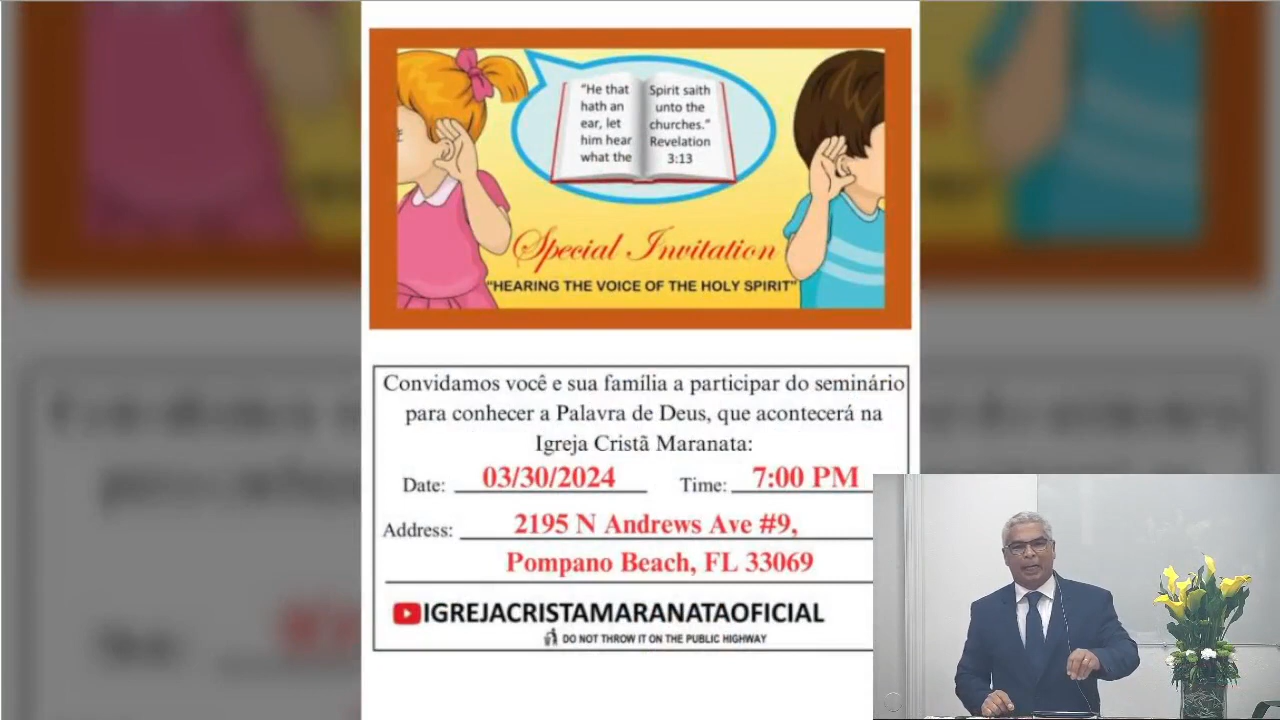 "He that
hath an
ear, let
him hear
what the
Spirit saith
unto the
churches."
Revelation
3:13
Special Invitation
"HEARING THE VOICE OF THE HOLY SPIRIT"
Convidamos você e sua família a participar do seminário
para conhecer a Palavra de Deus, que acontecerá na
Igreja Cristã Maranata:
Date: 03/30/2024 Time: 7:00 PM
Address: 2195 N Andrews Ave #9,
Pompano Beach, FL 33069
IGREJACRISTAMARANATAOFICIAL
DO NOT THROW IT ON THE PUBLIC HIGHWAY